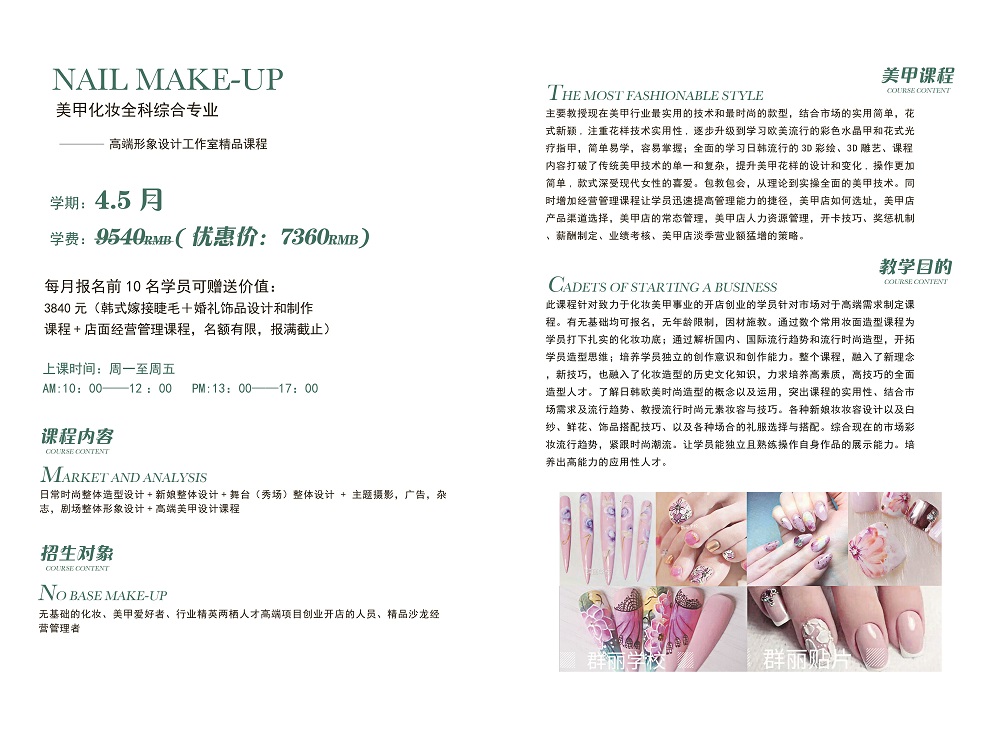 NAIL MAKE-UP
美甲化妆全科综合专业
——— 高端形象设计工作室精品课程
学期：4.5 月
学费：9540RMB（优惠价：7360RMB）
每月报名前 10 名学员可赠送价值：
3840 元（韩式嫁接睫毛＋婚礼饰品设计和制作
课程＋店面经营管理课程，名额有限，报满截止）
上课时间：周一至周五
AM:10：00——12：00 PM:13：00——17：00
课程内容
COURSE CONTENT
MARKET AND ANALYSIS
日常时尚整体造型设计＋新娘整体设计＋舞台（秀场）整体设计 ＋ 主题摄影，广告，杂
志，剧场整体形象设计＋高端美甲设计课程
招生对象
COURSE CONTENT
NO BASE MAKE-UP
无基础的化妆、美甲爱好者、行业精英两栖人才高端项目创业开店的人员、精品沙龙经
营管理者
美甲课程
COURSE CONTENT
THE MOST FASHIONABLE STYLE
主要教授现在美甲行业最实用的技术和最时尚的款型，结合市场的实用简单，花
式新颖．注重花样技术实用性．逐步升级到学习欧美流行的彩色水晶甲和花式光
疗指甲，简单易学，容易掌握；全面的学习日韩流行的 3D 彩绘、3D 雕艺、课程
内容打破了传统美甲技术的单一和复杂，提升美甲花样的设计和变化．操作更加
简单．款式深受现代女性的喜爱。包教包会，从理论到实操全面的美甲技术。同
时增加经营管理课程让学员迅速提高管理能力的捷径，美甲店如何选址，美甲店
产品渠道选择，美甲店的常态管理，美甲店人力资源管理，开卡技巧、奖惩机制
、薪酬制定、业绩考核、美甲店淡季营业额猛增的策略。
教学目的
COURSE CONTENT
CADETS OF STARTING A BUSINESS
此课程针对致力于化妆美甲事业的开店创业的学员针对市场对于高端需求制定课
程。有无基础均可报名，无年龄限制，因材施教。通过数个常用妆面造型课程为
学员打下扎实的化妆功底；通过解析国内、国际流行趋势和流行时尚造型，开拓
学员造型思维；培养学员独立的创作意识和创作能力。整个课程，融入了新理念
，新技巧，也融入了化妆造型的历史文化知识，力求培养高素质，高技巧的全面
造型人才。了解日韩欧美时尚造型的概念以及运用，突出课程的实用性、结合市
场需求及流行趋势、教授流行时尚元素妆容与技巧。各种新娘妆妆容设计以及白
纱、鲜花、饰品搭配技巧、以及各种场合的礼服选择与搭配。综合现在的市场彩
妆流行趋势，紧跟时尚潮流。让学员能独立且熟练操作自身作品的展示能力。培
养出高能力的应用性人才。
群丽学校
群丽贴片